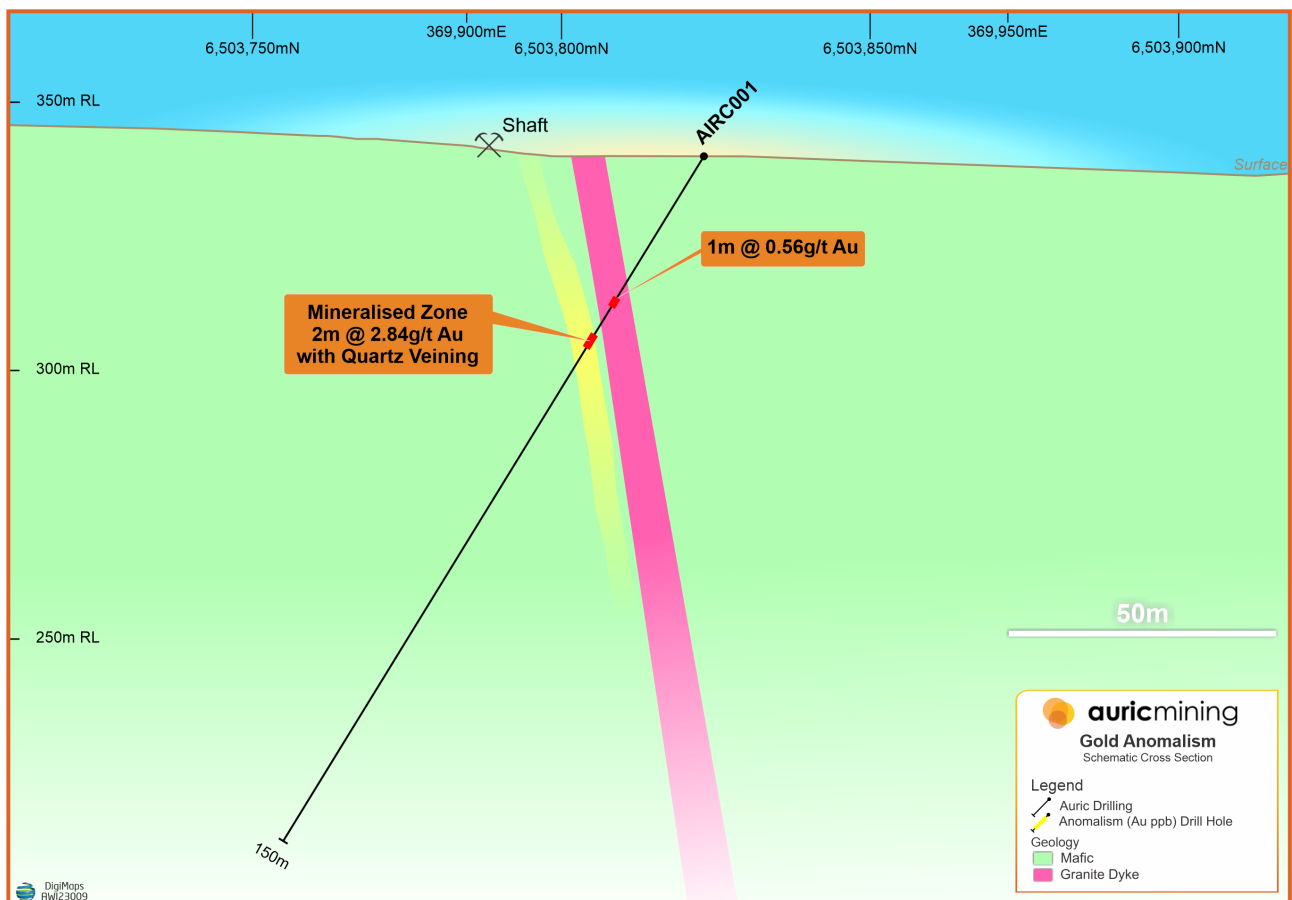 369,900mE
369,950mE
6,503,750mN
6,503,800mN
6,503,850mN
6,503,900mN
350m RL
AIRC001
Shaft
Surface
1m @ 0.56g/t Au
Mineralised Zone
2m @ 2.84g/t Au
with Quartz Veining
300m RL
50m
250m RL
auricmining
Gold Anomalism
Schematic Cross Section
Legend
Auric Drilling
Anomalism (Au ppb) Drill Hole
Geology
Mafic
Granite Dyke
150m
DigiMaps
AWI23009